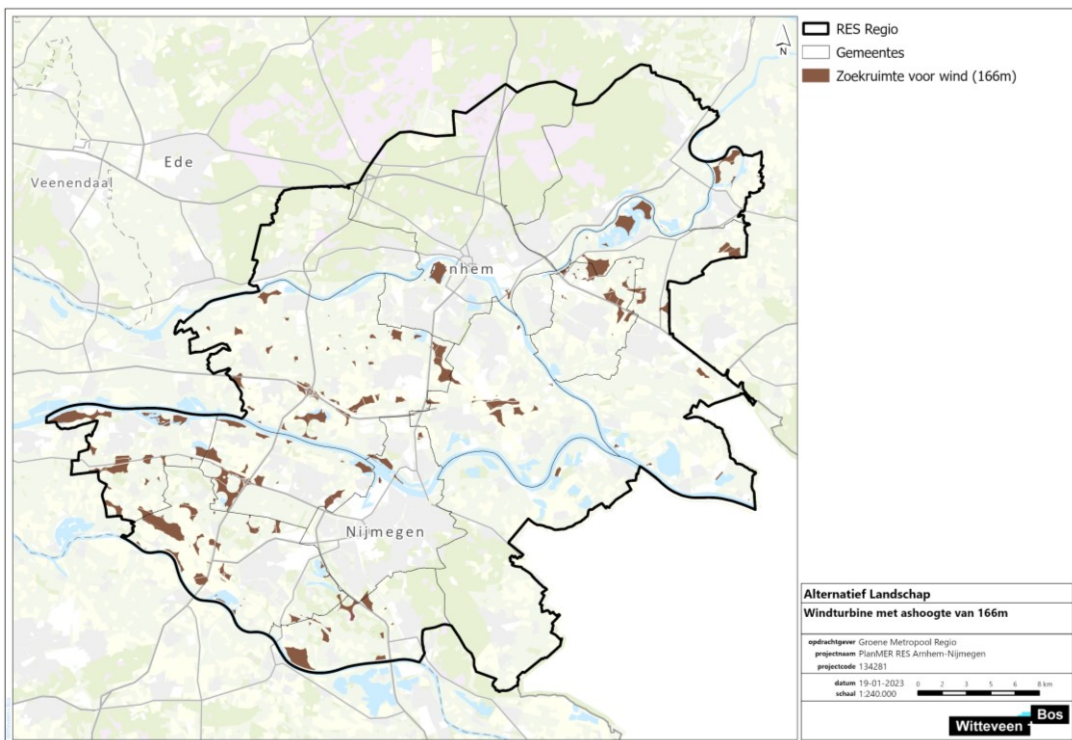 RES Regio
Gemeentes
Zoekruimte voor wind (166m)
N
Ede
Veenendaal
nhem
Nijmegen
Alternatief Landschap
Windturbine met ashoogte van 166m
opdrachtgever Groene Metropool Regio
projectnaam PlanMER RES Arnhem-Nijmegen
projectcode 134281
datum 19-01-2023
schaal 1:240.000
0 2 3 5 6 8 km
Witteveen + Bos